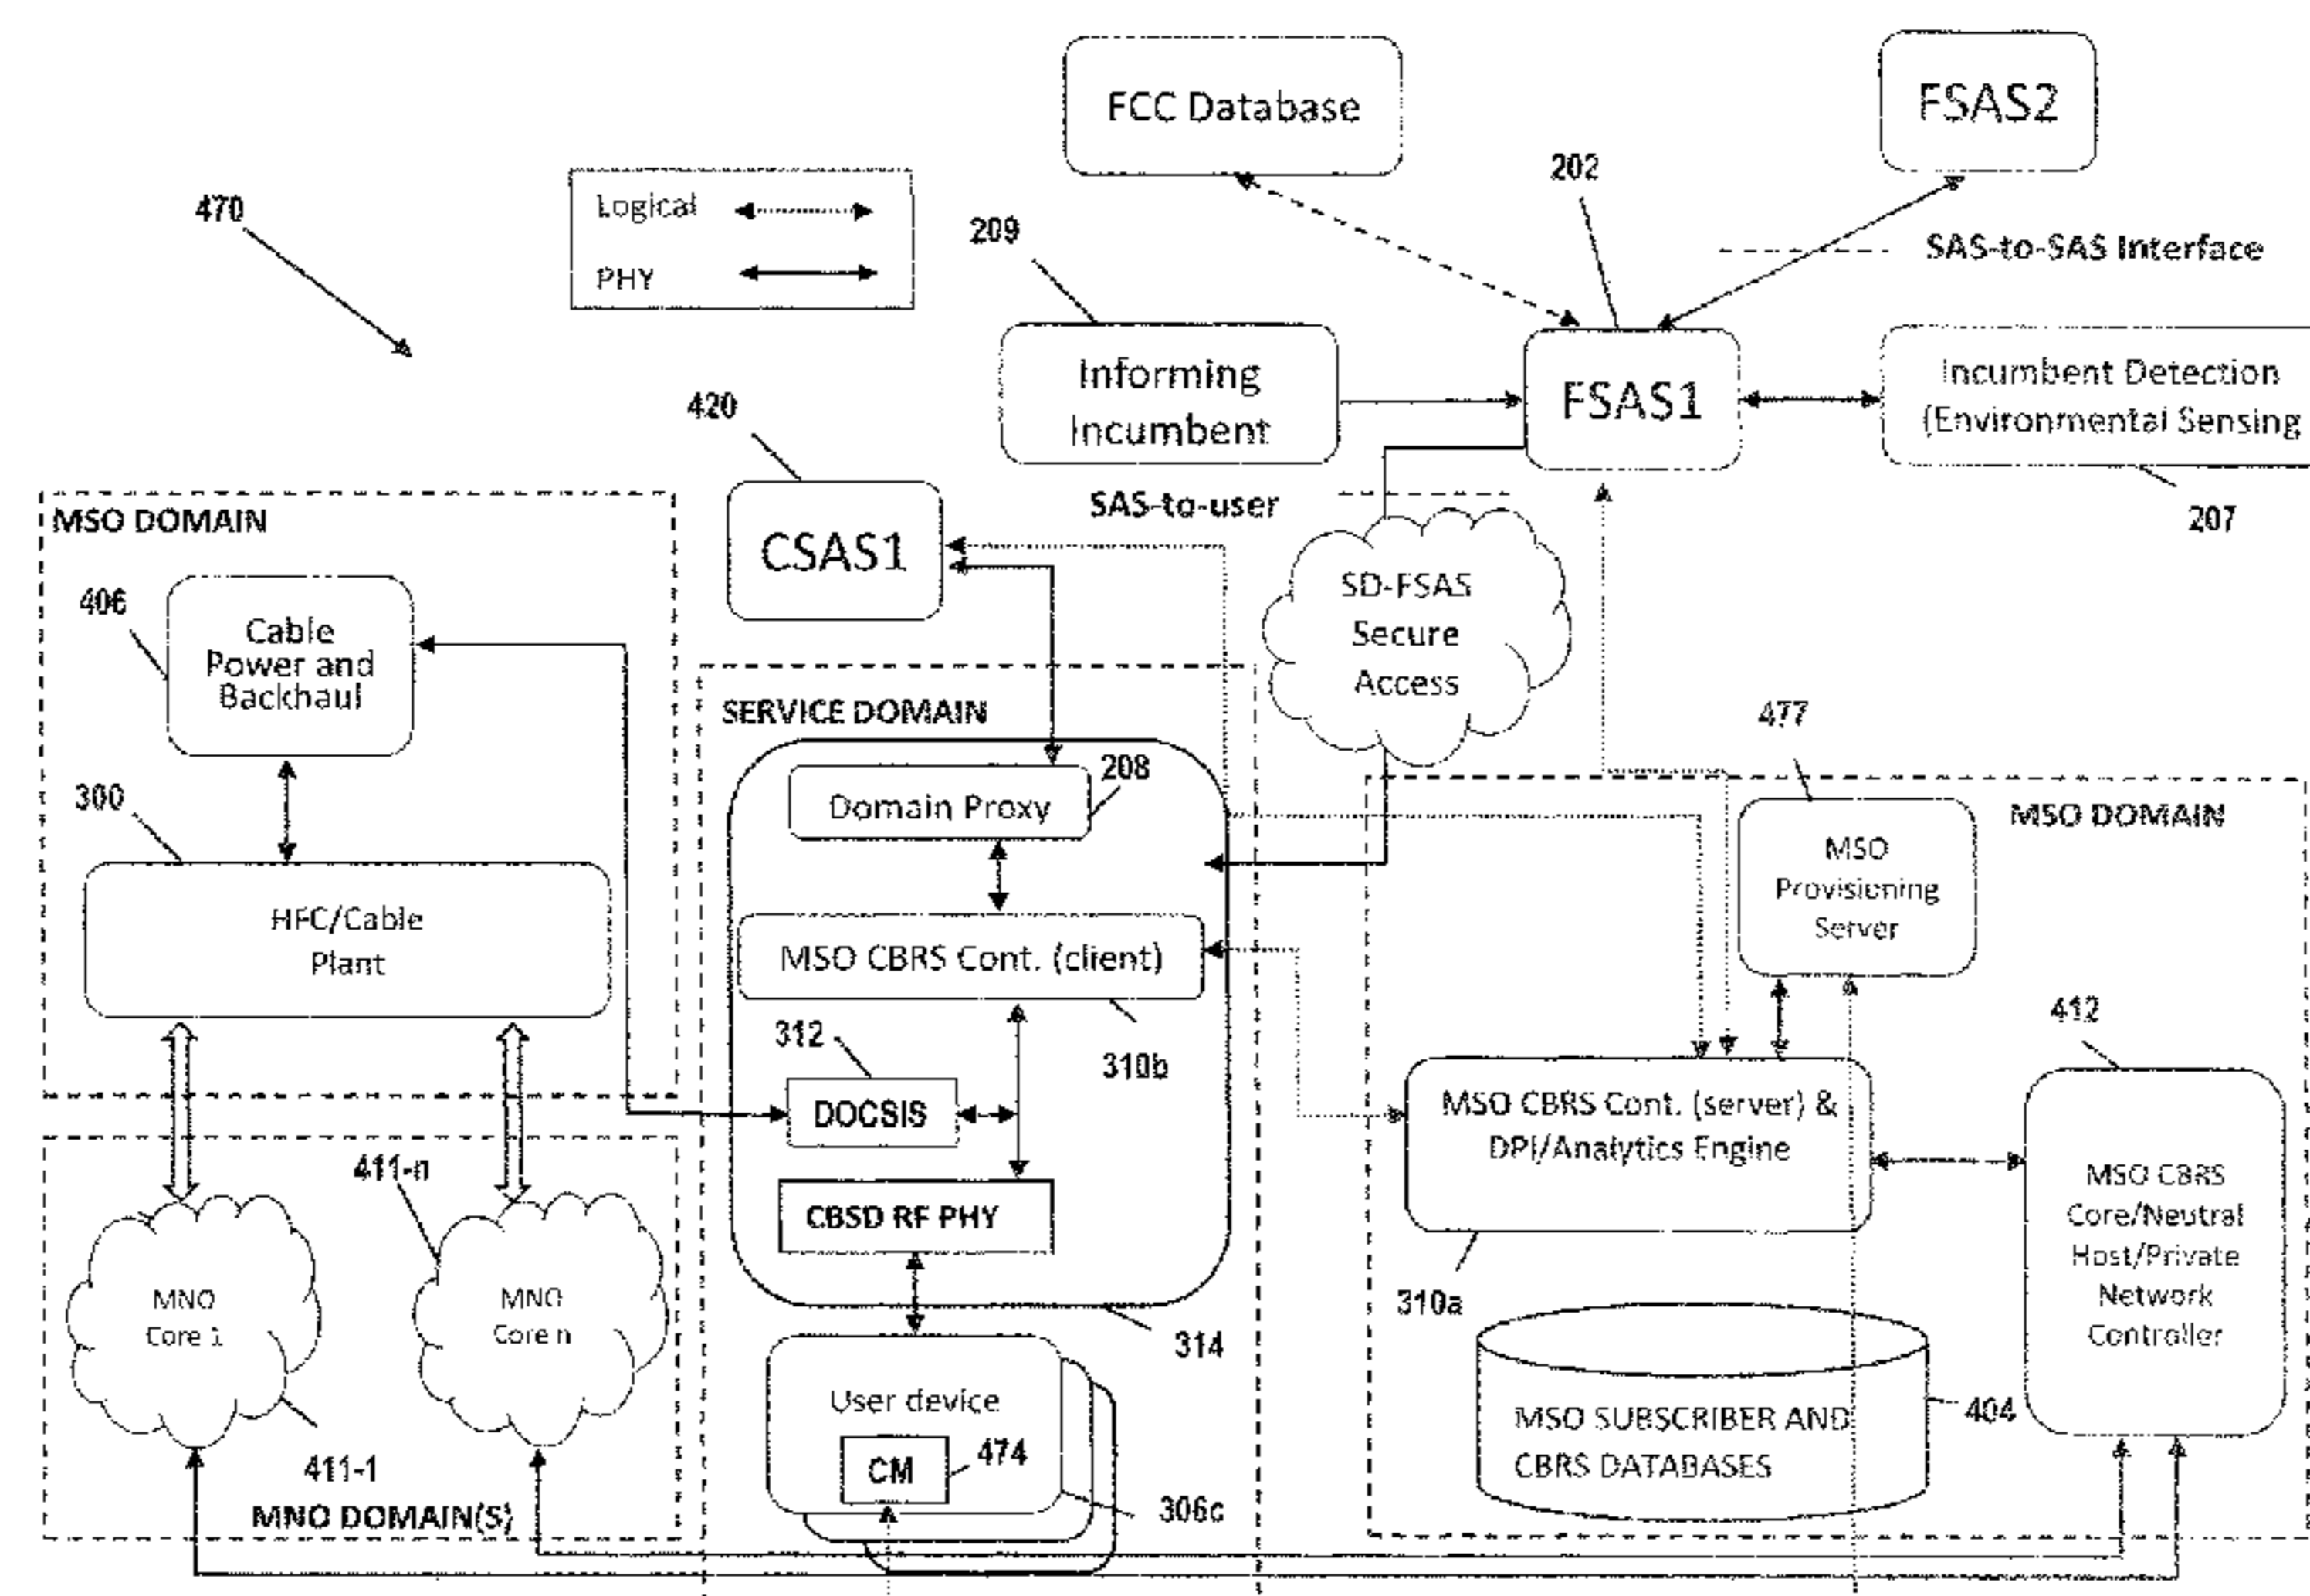 FCC Database
FSAS2
202
470
Logical
PHY
209
SAS-to-SAS Interface
Informing
Incumbent
FSAS1
Incumbent Detection
(Environmental Sensing
207
420
SAS-to-user
MSO DOMAIN
CSAS1
SD-FSAS
Secure
Access
406
Cable
Power and
Backhaul
SERVICE DOMAIN
477
208
Domain Proxy
MSO DOMAIN
300
MSO
Provisioning
Server
HFC/Cable
Plant
MSO CBRS Cont. (client)
412
312
310b
DOCSIS
MSO CBRS Cont. (server) &
DPI/Analytics Engine
411-n
CBSD RF PHY
MSO CBRS
Core/Neutral
Host/Private
Network
Controller
MNO
Core 1
MNO
Core n
310a
314
User device
404
MSO SUBSCRIBER AND
CBRS DATABASES
CM
474
411-1
306c
MNO DOMAIN(S)